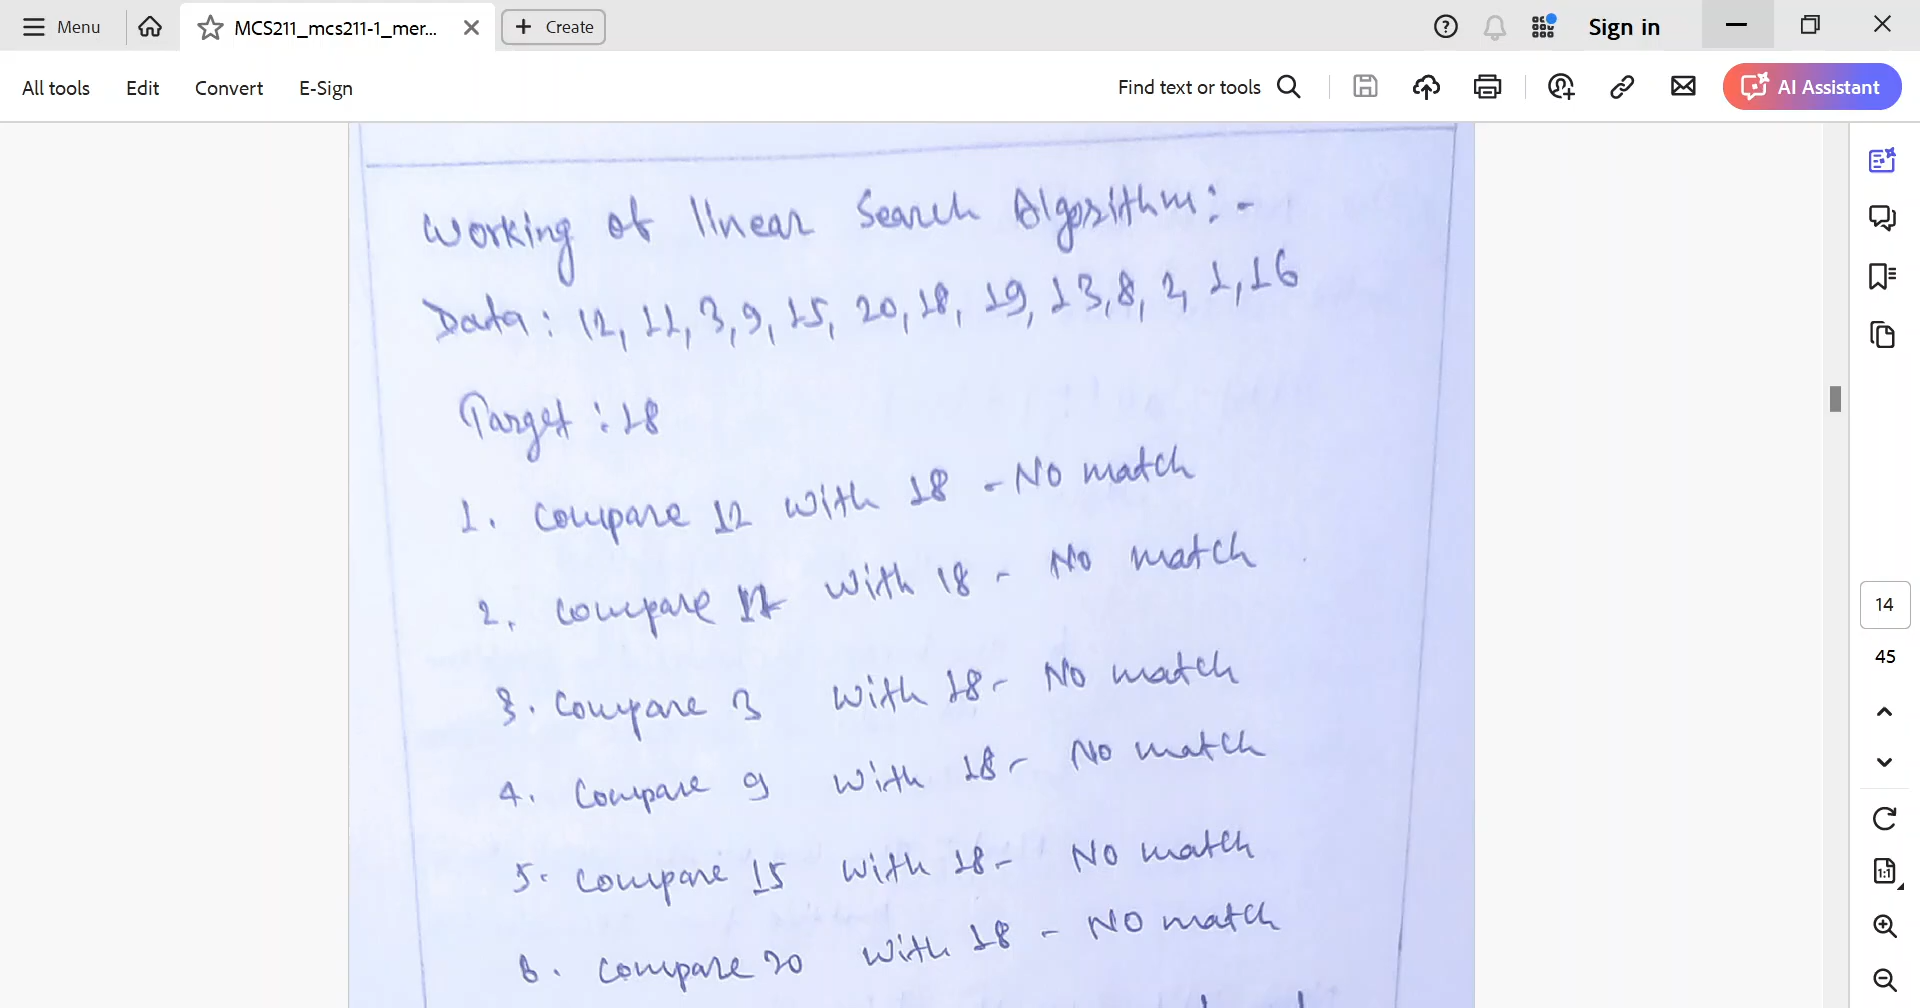 Menu
MCS211_mcs211-1_mer...
Create
Sign in
All tools
Edit
Convert
E-Sign
Find text or tools
AI Assistant
Working of linear Search Algorithm:-
Data: 12, 11, 3, 9, 15, 20, 18, 19, 13, 8, 2, 1, 16
Target: 18
1. Compare 12 with 18 - No match
2. Compare 11 with 18 - No match
3. Compare 3 with 18 - No match
4. Compare 9 with 18 - No match
5. Compare 15 with 18 - No match
6. Compare 20 with 18 - No match
14
45
1:1